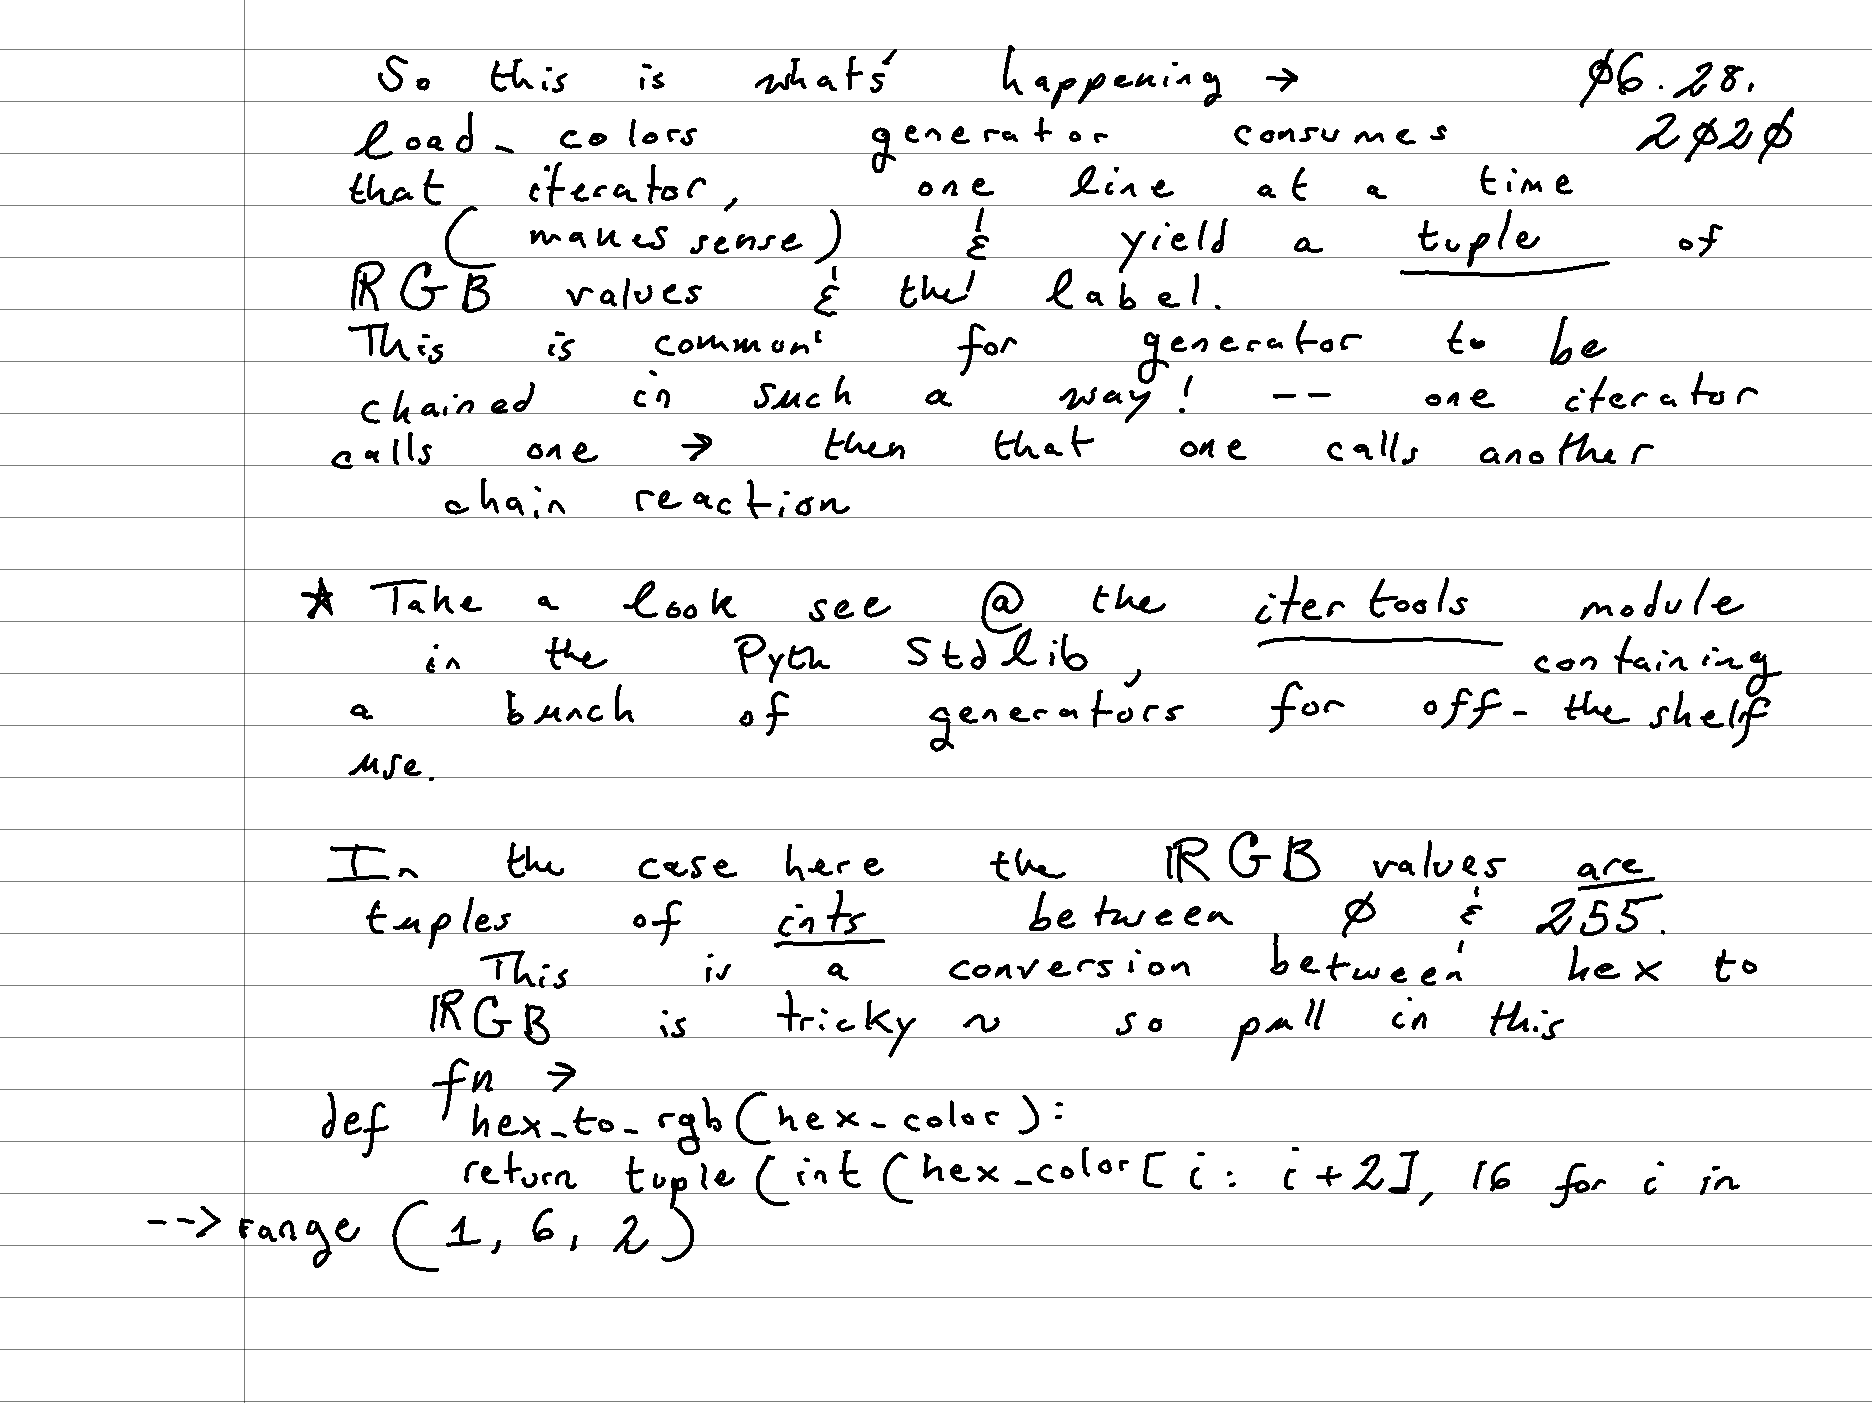 So this is what's happening → 06.28.
load_colors generator consumes 2020
that iterator, one line at a time
(makes sense) & yield a tuple of
RGB values & the label.
This is common for generator to be
chained in such a way! -- one iterator
calls one → then that one calls another
chain reaction
★ Take a look see @ the itertools module
in the Pyth Stdlib, containing
a bunch of generators for off-the shelf
use.
In the case here the RGB values are
tuples of ints between 0 & 255.
This is a conversion between hex to
RGB is tricky ~ so pull in this
fn →
def hex_to_rgb(hex_color):
return tuple(int(hex_color[i: i+2], 16 for i in
--> range (1, 6, 2)